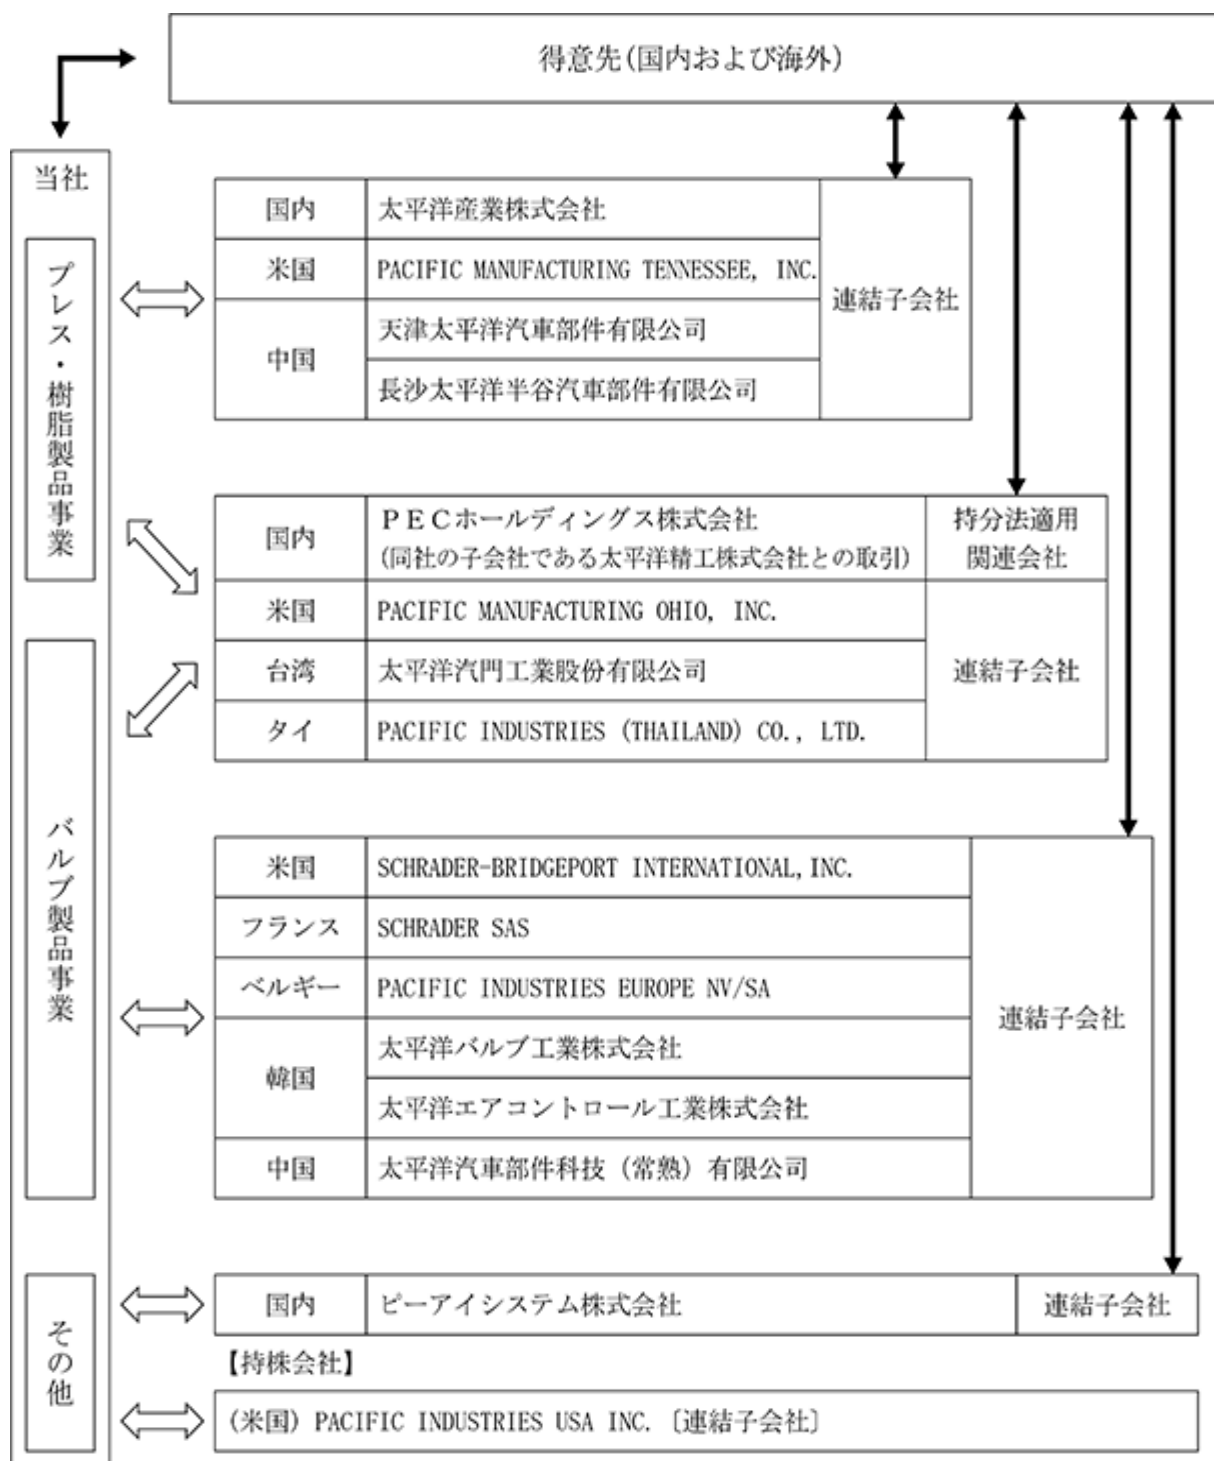 得意先(国内および海外)
当社
プレス・樹脂製品事業
国内 太平洋産業株式会社
米国 PACIFIC MANUFACTURING TENNESSEE, INC.
中国 天津太平洋汽車部件有限公司
長沙太平洋半谷汽車部件有限公司
連結子会社
国内 PECホールディングス株式会社
(同社の子会社である太平洋精工株式会社との取引)
持分法適用
関連会社
米国 PACIFIC MANUFACTURING OHIO, INC.
台湾 太平洋汽門工業股份有限公司
タイ PACIFIC INDUSTRIES (THAILAND) CO., LTD.
連結子会社
バルブ製品事業
米国 SCHRADER-BRIDGEPORT INTERNATIONAL,INC.
フランス SCHRADER SAS
ベルギー PACIFIC INDUSTRIES EUROPE NV/SA
韓国 太平洋バルブ工業株式会社
太平洋エアコントロール工業株式会社
中国 太平洋汽車部件科技（常熟）有限公司
連結子会社
その他
国内 ピーアイシステム株式会社 連結子会社
【持株会社】
(米国) PACIFIC INDUSTRIES USA INC.〔連結子会社〕